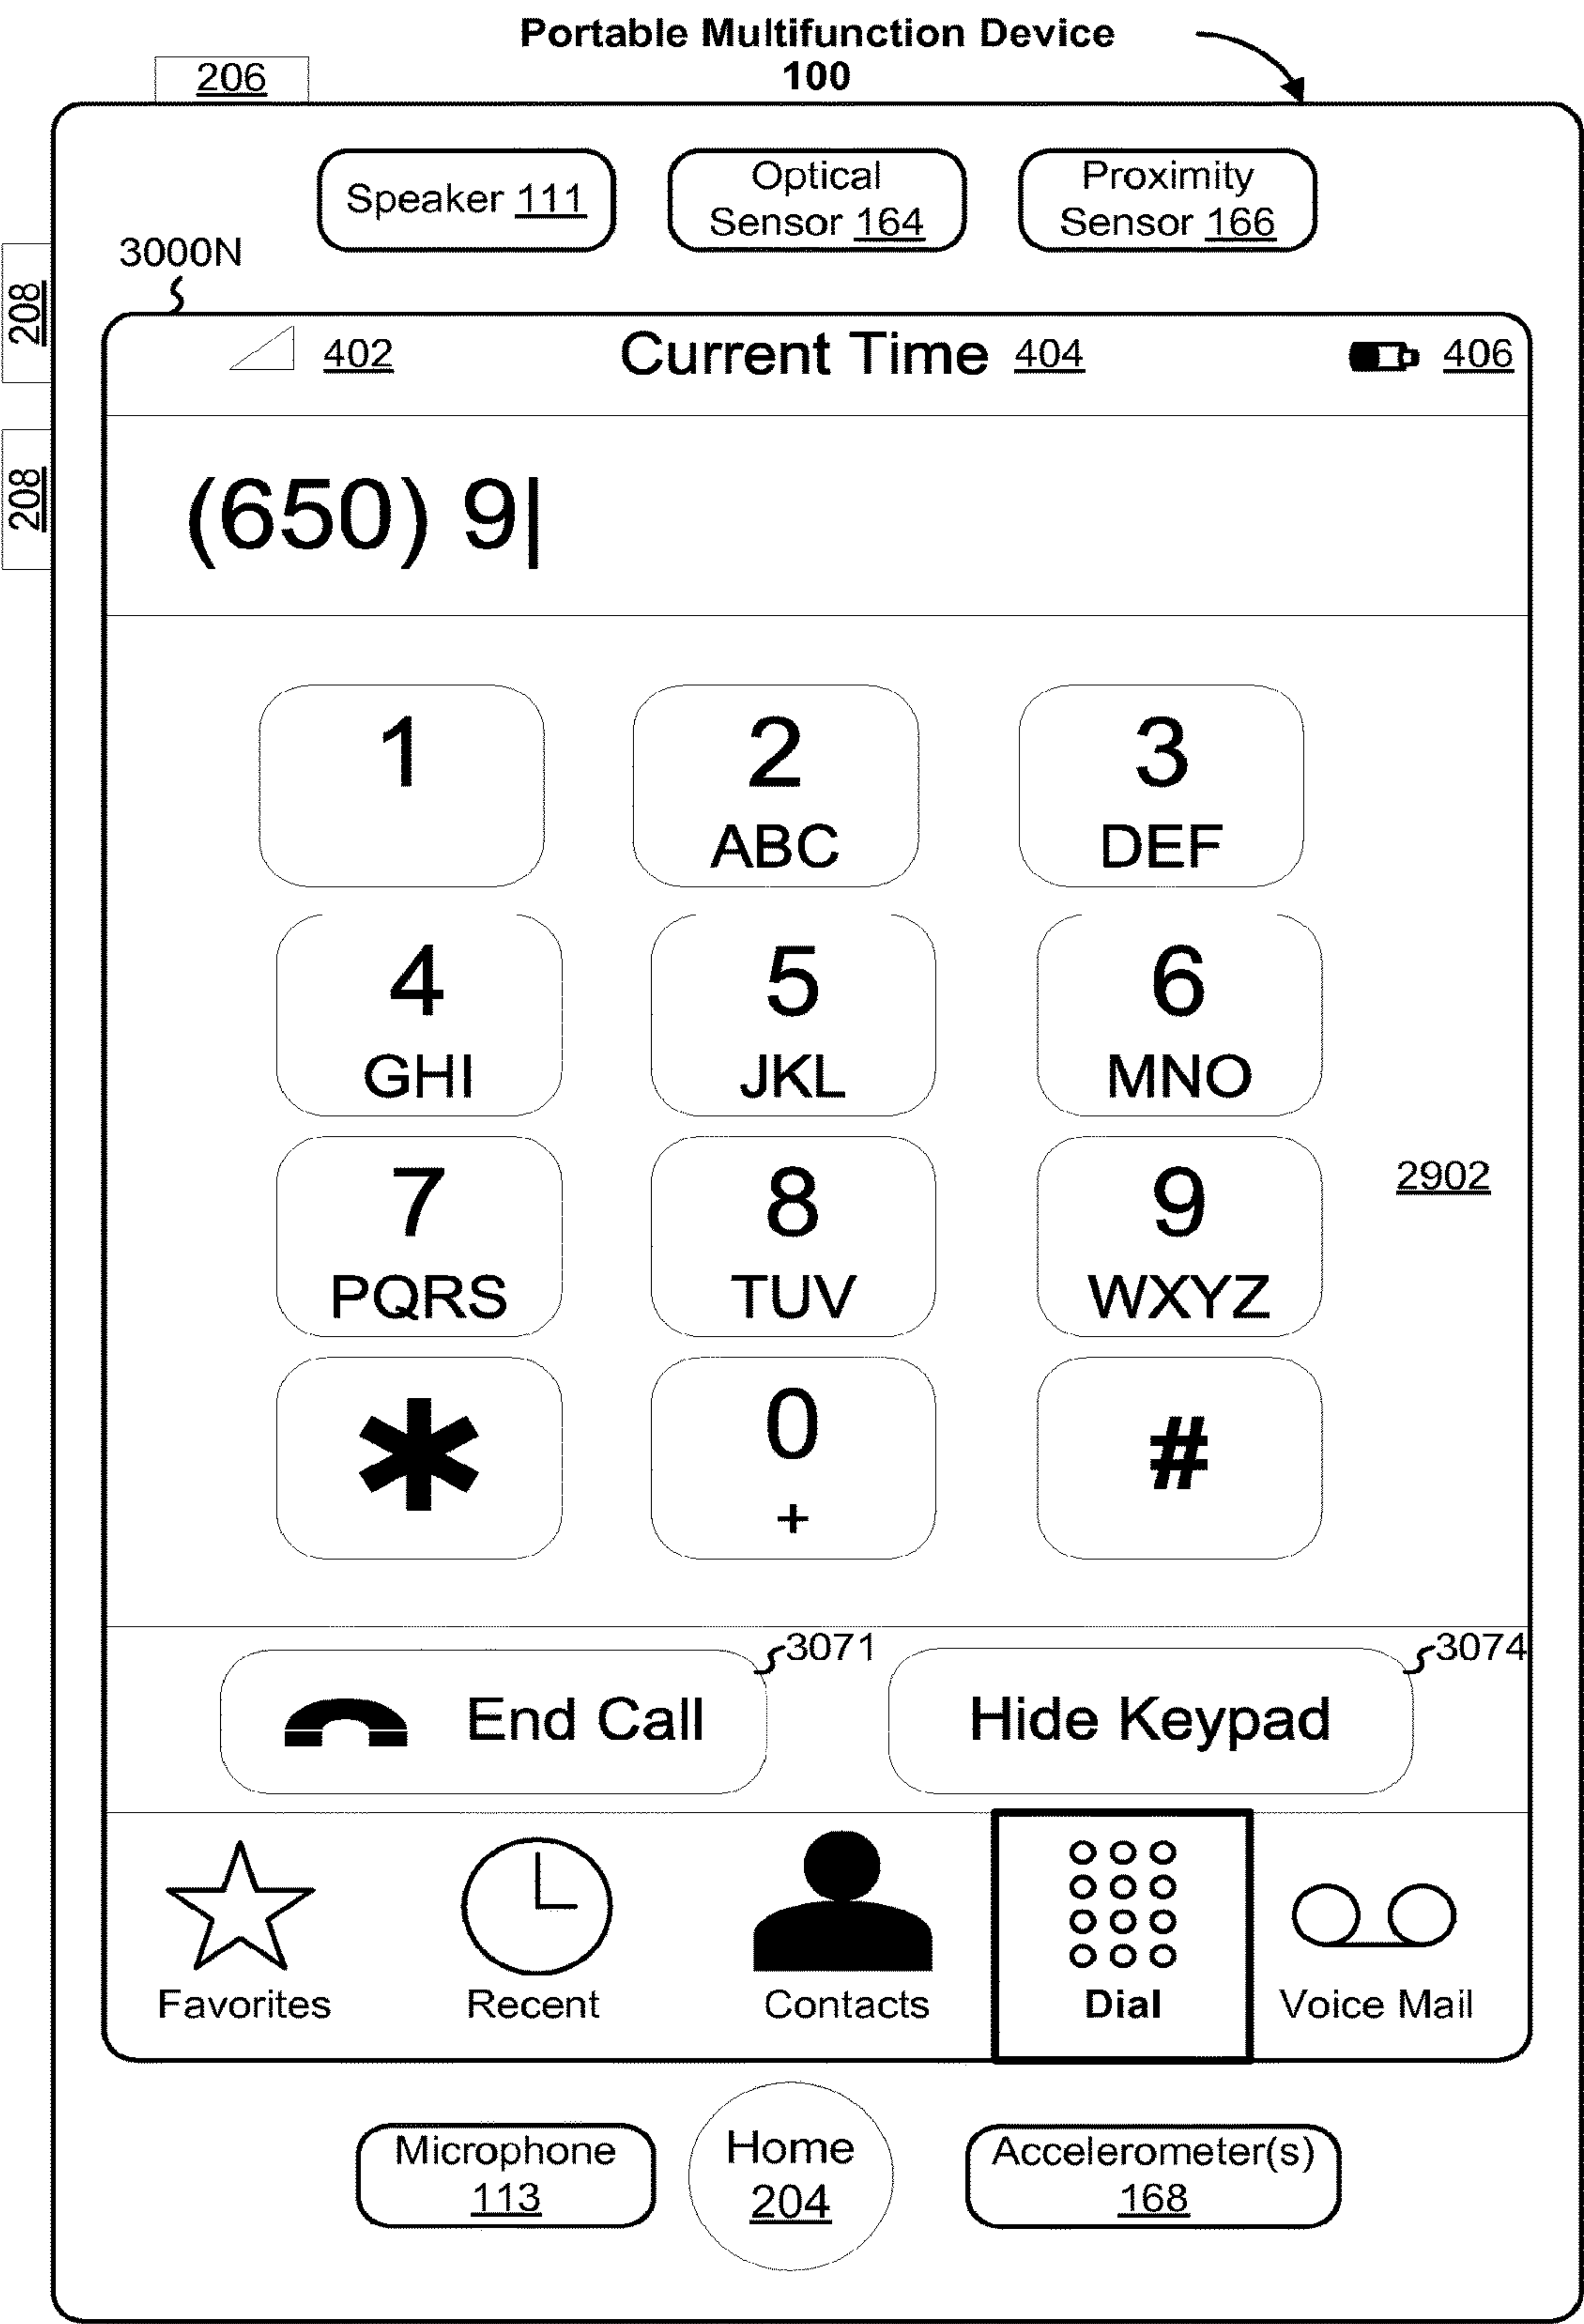 Portable Multifunction Device
100
206
Speaker 111
Optical
Sensor 164
Proximity
Sensor 166
3000N
208
208
402
Current Time 404
406
(650) 9|
1
2
3
ABC
DEF
4
5
6
GHI
JKL
MNO
7
8
9
PQRS
TUV
WXYZ
2902
*
0
#
+
3071
3074
End Call
Hide Keypad
Favorites
Recent
Contacts
Dial
Voice Mail
Microphone
113
Home
204
Accelerometer(s)
168